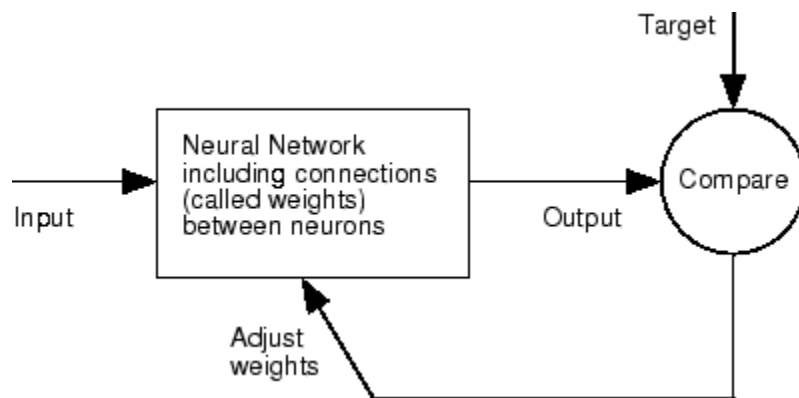 Target
Neural Network
including connections
(called weights)
between neurons
Compare
Input
Output
Adjust
weights